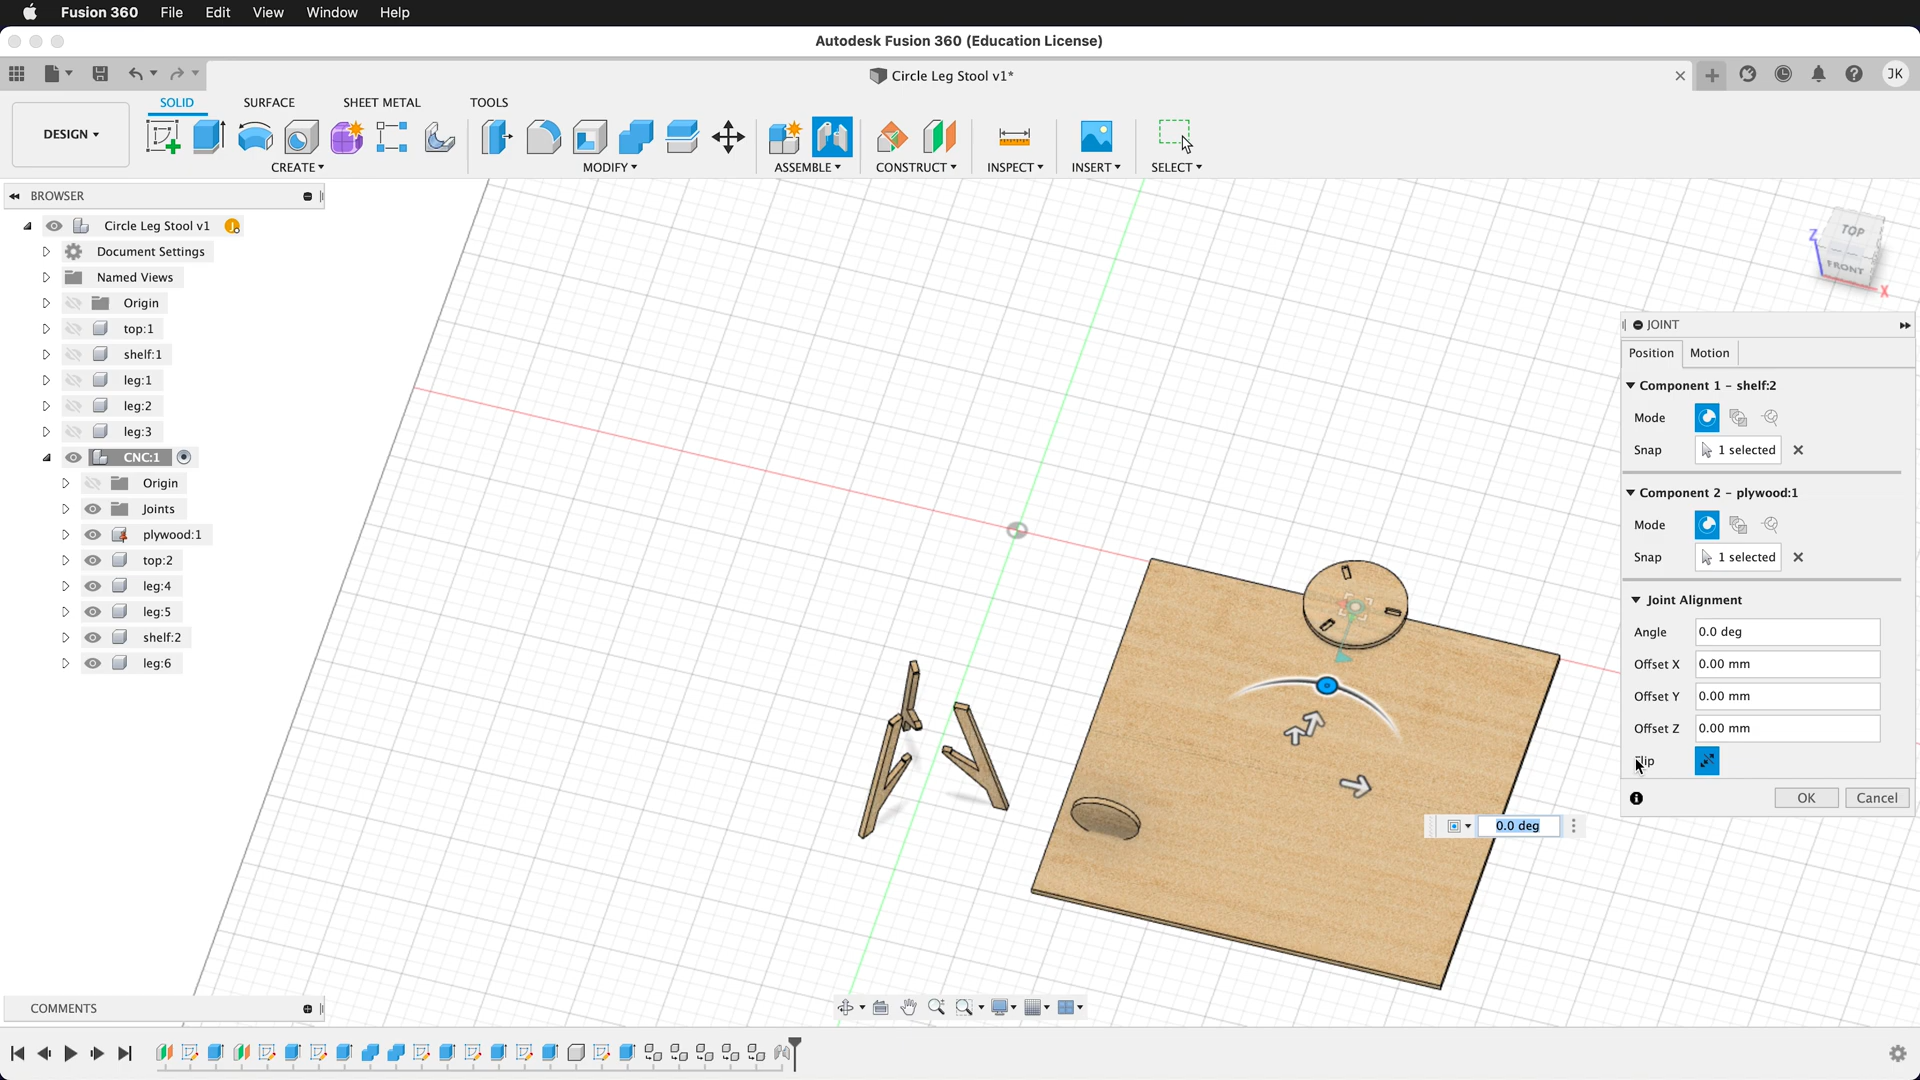 Fusion 360 File Edit View Window Help
Autodesk Fusion 360 (Education License)
Circle Leg Stool v1*
JK
DESIGN
SOLID SURFACE SHEET METAL TOOLS
CREATE MODIFY ASSEMBLE CONSTRUCT INSPECT INSERT SELECT
BROWSER
Circle Leg Stool v1
Document Settings
Named Views
Origin
top:1
shelf:1
leg:1
leg:2
leg:3
CNC:1
Origin
Joints
plywood:1
top:2
leg:4
leg:5
shelf:2
leg:6
TOP
FRONT
Z
X
JOINT
Position Motion
Component 1 - shelf:2
Mode
Snap 1 selected
Component 2 - plywood:1
Mode
Snap 1 selected
Joint Alignment
Angle 0.0 deg
Offset X 0.00 mm
Offset Y 0.00 mm
Offset Z 0.00 mm
Flip
OK Cancel
0.0 deg
COMMENTS